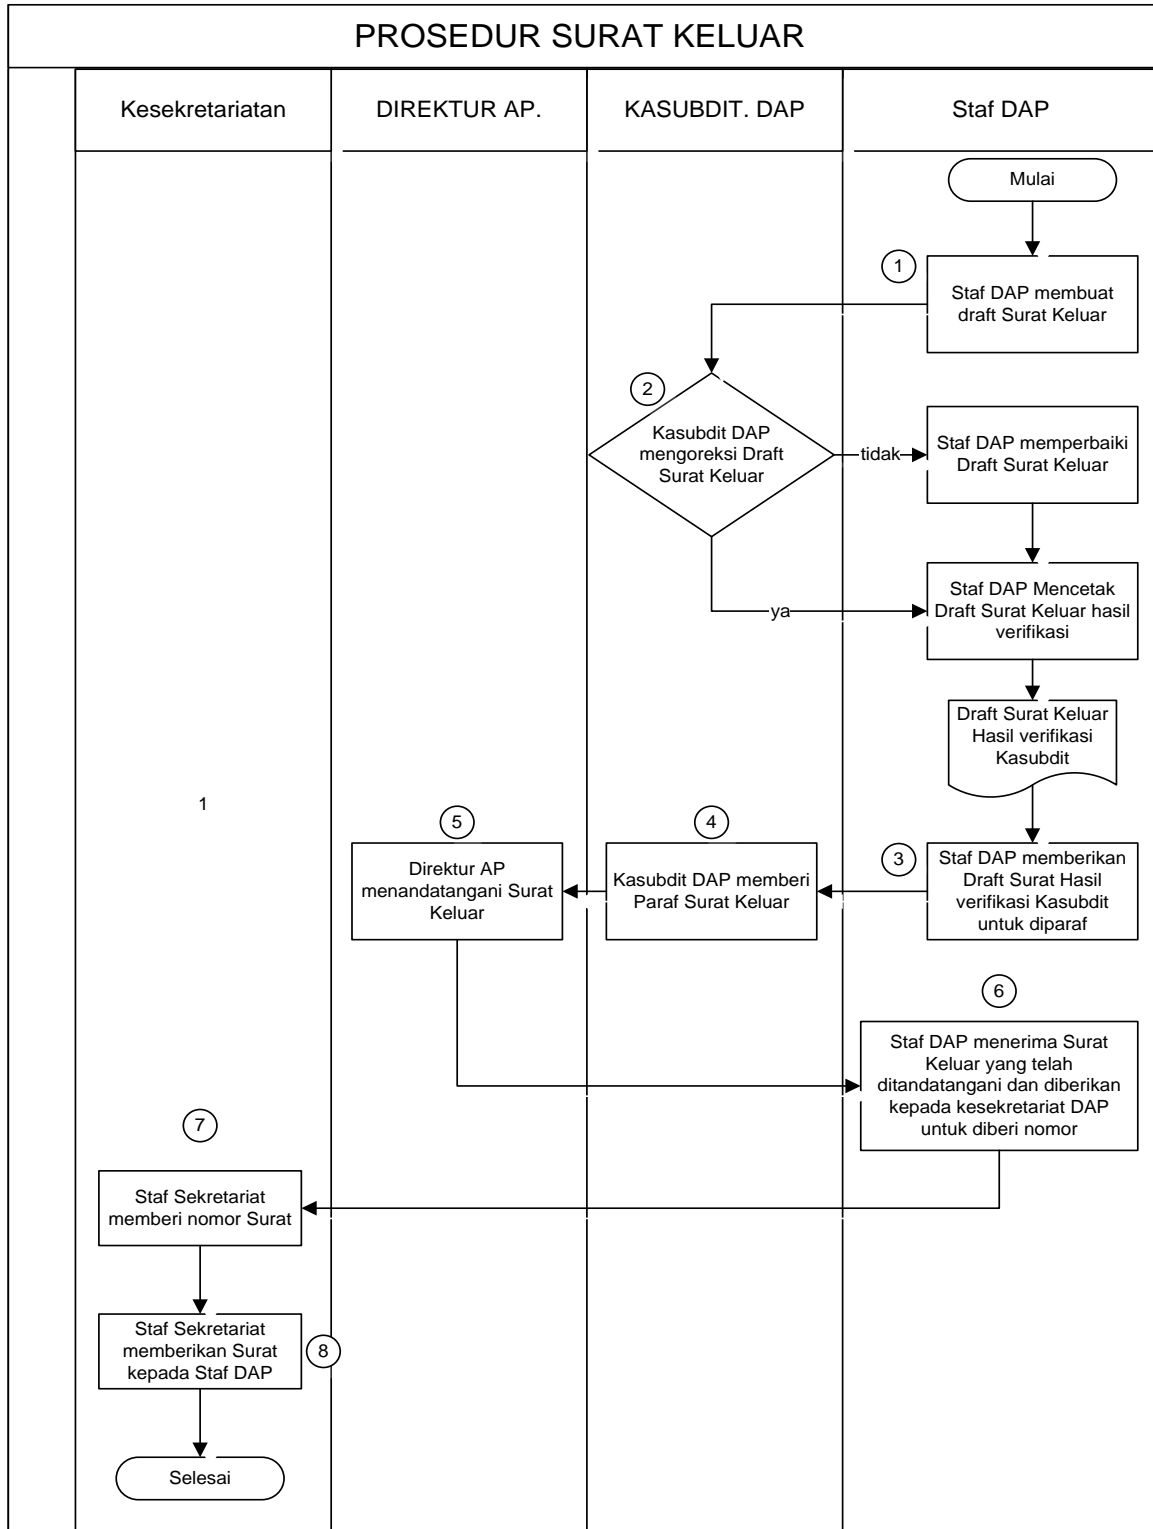 PROSEDUR SURAT KELUAR
Kesekretariatan
DIREKTUR AP.
KASUBDIT. DAP
Staf DAP
Mulai
1
Staf DAP membuat
draft Surat Keluar
2
Kasubdit DAP
mengoreksi Draft
Surat Keluar
tidak
Staf DAP memperbaiki
Draft Surat Keluar
ya
Staf DAP Mencetak
Draft Surat Keluar hasil
verifikasi
Draft Surat Keluar
Hasil verifikasi
Kasubdit
1
5
Direktur AP
menandatangani Surat
Keluar
4
Kasubdit DAP memberi
Paraf Surat Keluar
3
Staf DAP memberikan
Draft Surat Hasil
verifikasi Kasubdit
untuk diparaf
6
Staf DAP menerima Surat
Keluar yang telah
ditandatangani dan diberikan
kepada kesekretariat DAP
untuk diberi nomor
7
Staf Sekretariat
memberi nomor Surat
Staf Sekretariat
memberikan Surat
kepada Staf DAP
8
Selesai